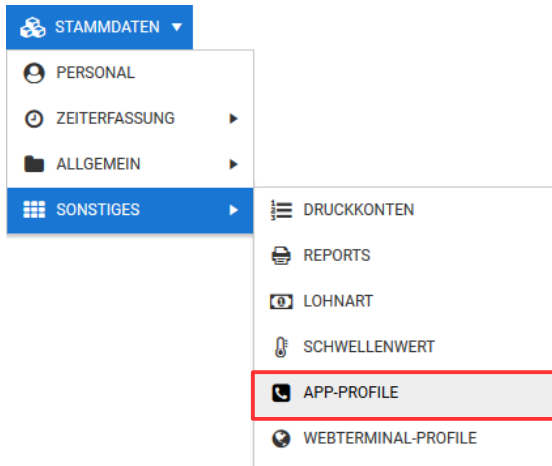 STAMMDATEN
PERSONAL
ZEITERFASSUNG
ALLGEMEIN
SONSTIGES
DRUCKKONTEN
REPORTS
LOHNART
SCHWELLENWERT
APP-PROFILE
WEBTERMINAL-PROFILE